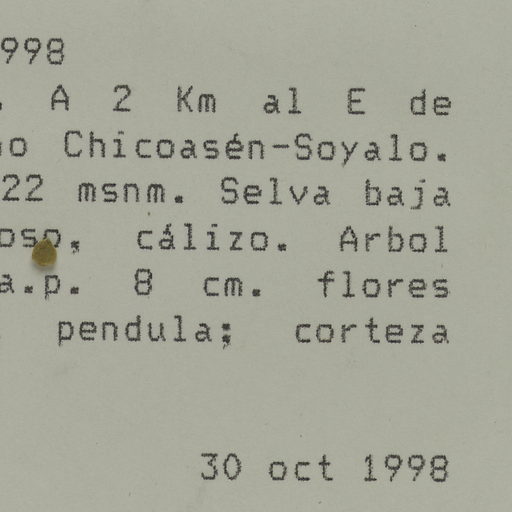 998
. A 2 Km al E de
no Chicoasén-Soyalo.
22 msnm. Selva baja
oso, cálizo. Arbol
a.p. 8 cm. flores
pendula; corteza
30 oct 1998